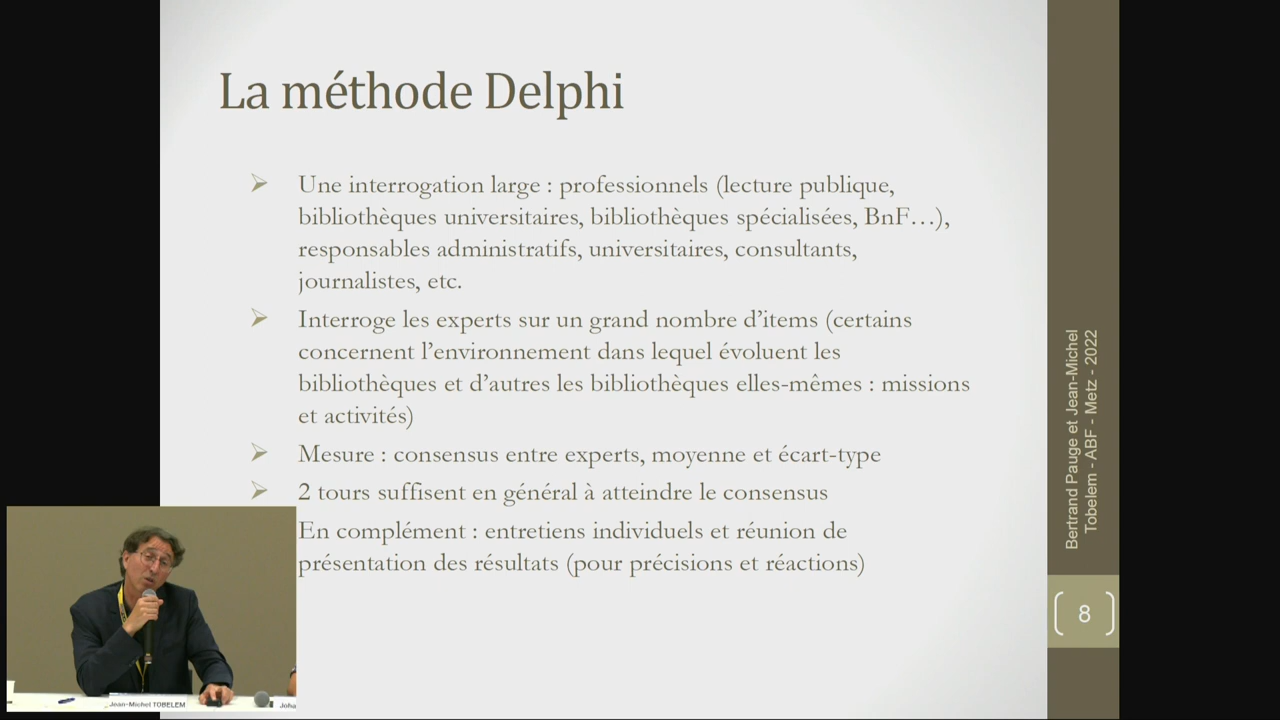 La méthode Delphi
Une interrogation large : professionnels (lecture publique,
bibliothèques universitaires, bibliothèques spécialisées, BnF…),
responsables administratifs, universitaires, consultants,
journalistes, etc.
Interroge les experts sur un grand nombre d’items (certains
concernent l’environnement dans lequel évoluent les
bibliothèques et d’autres les bibliothèques elles-mêmes : missions
et activités)
Mesure : consensus entre experts, moyenne et écart-type
2 tours suffisent en général à atteindre le consensus
En complément : entretiens individuels et réunion de
présentation des résultats (pour précisions et réactions)
Bertrand Pauge et Jean-Michel
Tobelem - ABF - Metz - 2022
8
Jean-Michel TOBELEM
Joha